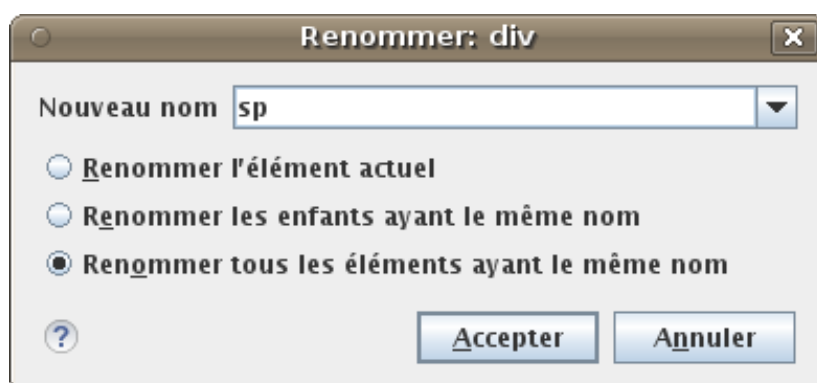 Renommer: div
Nouveau nom sp
Renommer l'élément actuel
Renommer les enfants ayant le même nom
Renommer tous les éléments ayant le même nom
? Accepter Annuler